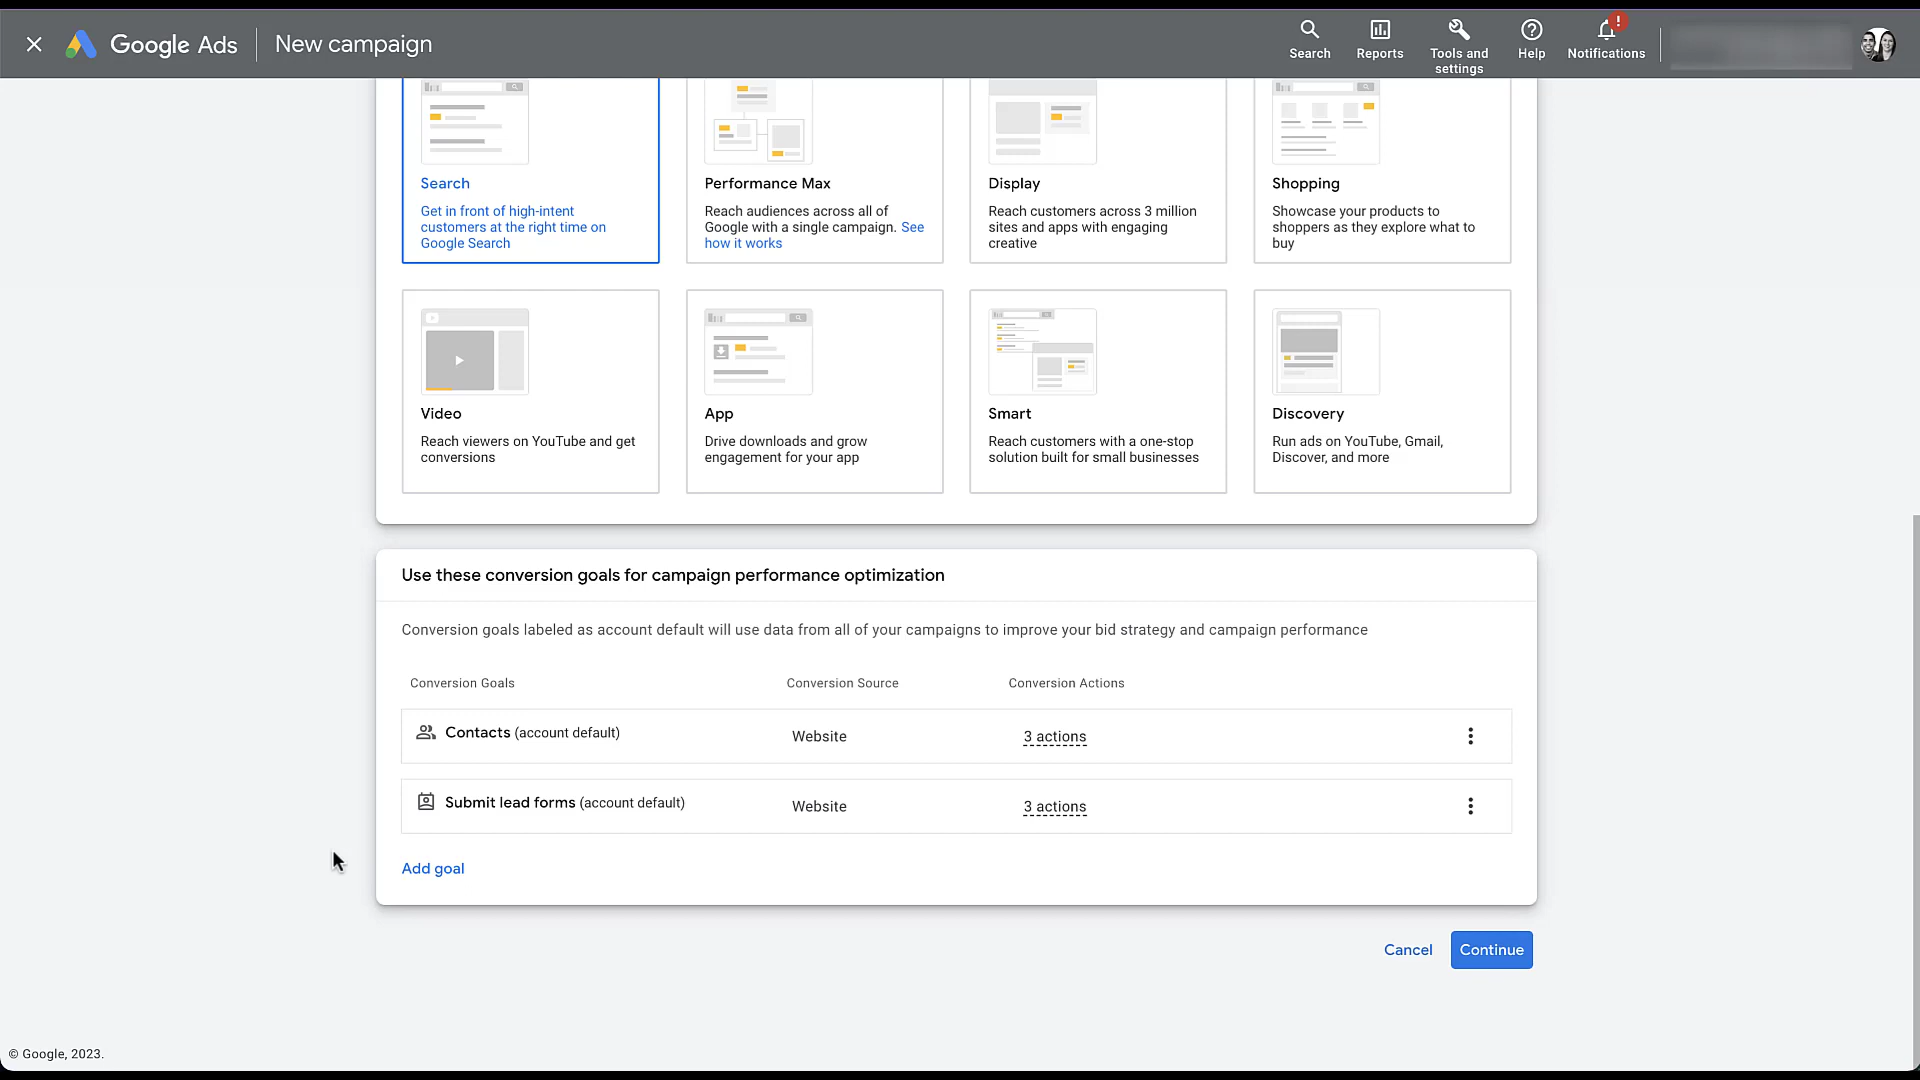 Google Ads
New campaign
Search
Reports
Tools and
settings
Help
!
Notifications
Search
Get in front of high-intent
customers at the right time on
Google Search
Performance Max
Reach audiences across all of
Google with a single campaign. See
how it works
Display
Reach customers across 3 million
sites and apps with engaging
creative
Shopping
Showcase your products to
shoppers as they explore what to
buy
Video
Reach viewers on YouTube and get
conversions
App
Drive downloads and grow
engagement for your app
Smart
Reach customers with a one-stop
solution built for small businesses
Discovery
Run ads on YouTube, Gmail,
Discover, and more
Use these conversion goals for campaign performance optimization
Conversion goals labeled as account default will use data from all of your campaigns to improve your bid strategy and campaign performance
Conversion Goals
Conversion Source
Conversion Actions
Contacts (account default)
Website
3 actions
Submit lead forms (account default)
Website
3 actions
Add goal
Cancel
Continue
© Google, 2023.